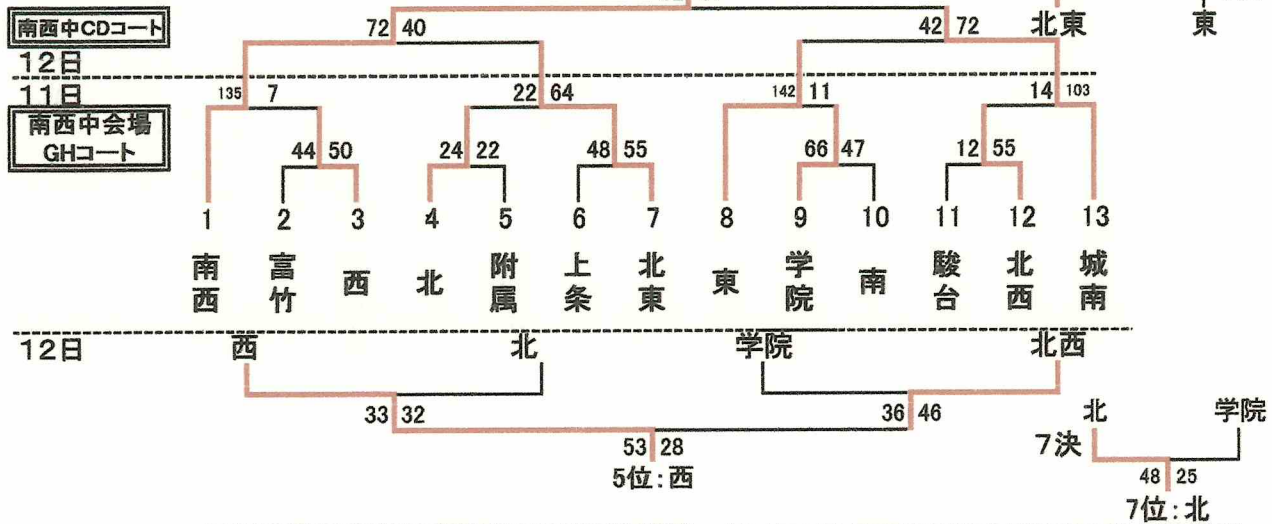 南西中CDコート
72 40
42 72
北東
東
12日
11日
135 7
22 64
142 11
14 103
南西中会場
GHコート
44 50
24 22
48 55
66 47
12 55
1 2 3 4 5 6 7 8 9 10 11 12 13
南西 富竹 西 北 附属 上条 北東 東 学院 南 駿台 北西 城南
12日
西 北 学院 北西
33 32
36 46
北 学院
7決
53 28
5位:西
48 25
7位:北